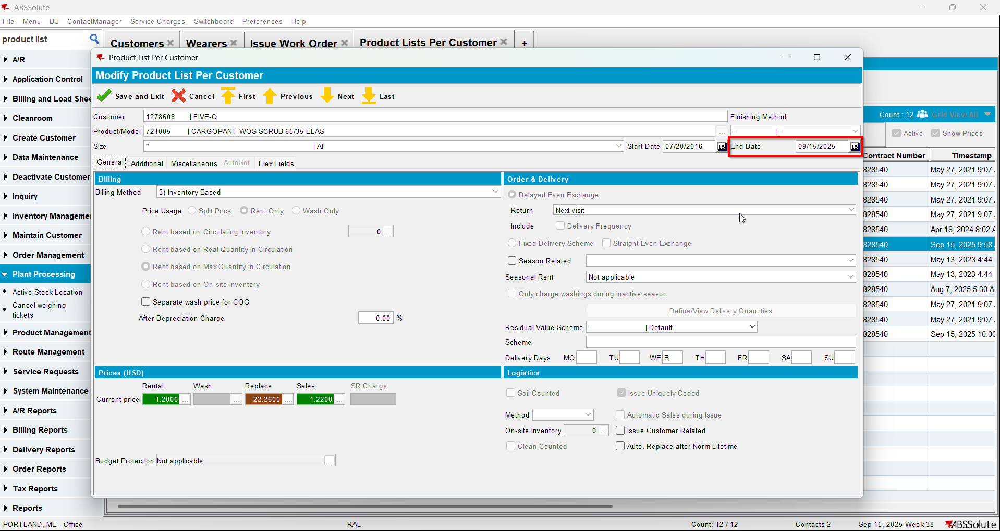 ABSSolute
File Menu BU ContactManager Service Charges Switchboard Preferences Help
product list
Customers Wearers Issue Work Order Product Lists Per Customer +
Product List Per Customer
Modify Product List Per Customer
Save and Exit Cancel First Previous Next Last
Customer 1278608 | FIVE-O Finishing Method
Product/Model 721005 | CARGOPANT-WOS SCRUB 65/35 ELAS ... - | -
Size * | All Start Date 07/20/2016 16 End Date 09/15/2025 16
General Additional Miscellaneous AutoSoil Flex Fields
Billing
Billing Method 3) Inventory Based
Price Usage Split Price Rent Only Wash Only
Rent based on Circulating Inventory 0 ...
Rent based on Real Quantity in Circulation
Rent based on Max Quantity in Circulation
Rent based on On-site Inventory
Separate wash price for COG
After Depreciation Charge 0.00 %
Order & Delivery
Delayed Even Exchange
Return Next visit
Include Delivery Frequency
Fixed Delivery Scheme Straight Even Exchange
Season Related
Seasonal Rent Not applicable
Only charge washings during inactive season
Define/View Delivery Quantities
Residual Value Scheme - | Default
Scheme
Delivery Days MO TU WE B TH FR SA SU
Prices (USD)
Rental Wash Replace Sales SR Charge
Current price 1.2000 ... ... 22.2600 ... 1.2200 ...
Budget Protection Not applicable ...
Logistics
Soil Counted Issue Uniquely Coded
Method Automatic Sales during Issue
On-site Inventory 0 ... Issue Customer Related
Clean Counted Auto. Replace after Norm Lifetime
A/R
Application Control
Billing and Load Shee
Cleanroom
Create Customer
Data Maintenance
Deactivate Customer
Inquiry
Inventory Manageme
Maintain Customer
Order Management
Plant Processing
Active Stock Location
Cancel weighing
tickets
Product Management
Route Management
Service Requests
System Maintenance
A/R Reports
Billing Reports
Delivery Reports
Order Reports
Tax Reports
Reports
Count : 12 Grid View All
Active Show Prices
Contract Number Timestamp
828540 May 27, 2021 9:07
828540 May 27, 2021 9:07
828540 May 27, 2021 9:07
828540 May 27, 2021 9:07
828540 Apr 18, 2024 8:02 A
828540 Sep 15, 2025 9:58
828540 May 13, 2023 4:44
828540 May 13, 2023 4:44
828540 Aug 7, 2025 5:30 A
828540 May 27, 2021 9:07
828540 May 27, 2021 9:07
828540 Sep 15, 2025 10:00
PORTLAND, ME - Office RAL Count: 12 / 12 Contacts 2 Sep 15, 2025 Week 38 ABSSolute